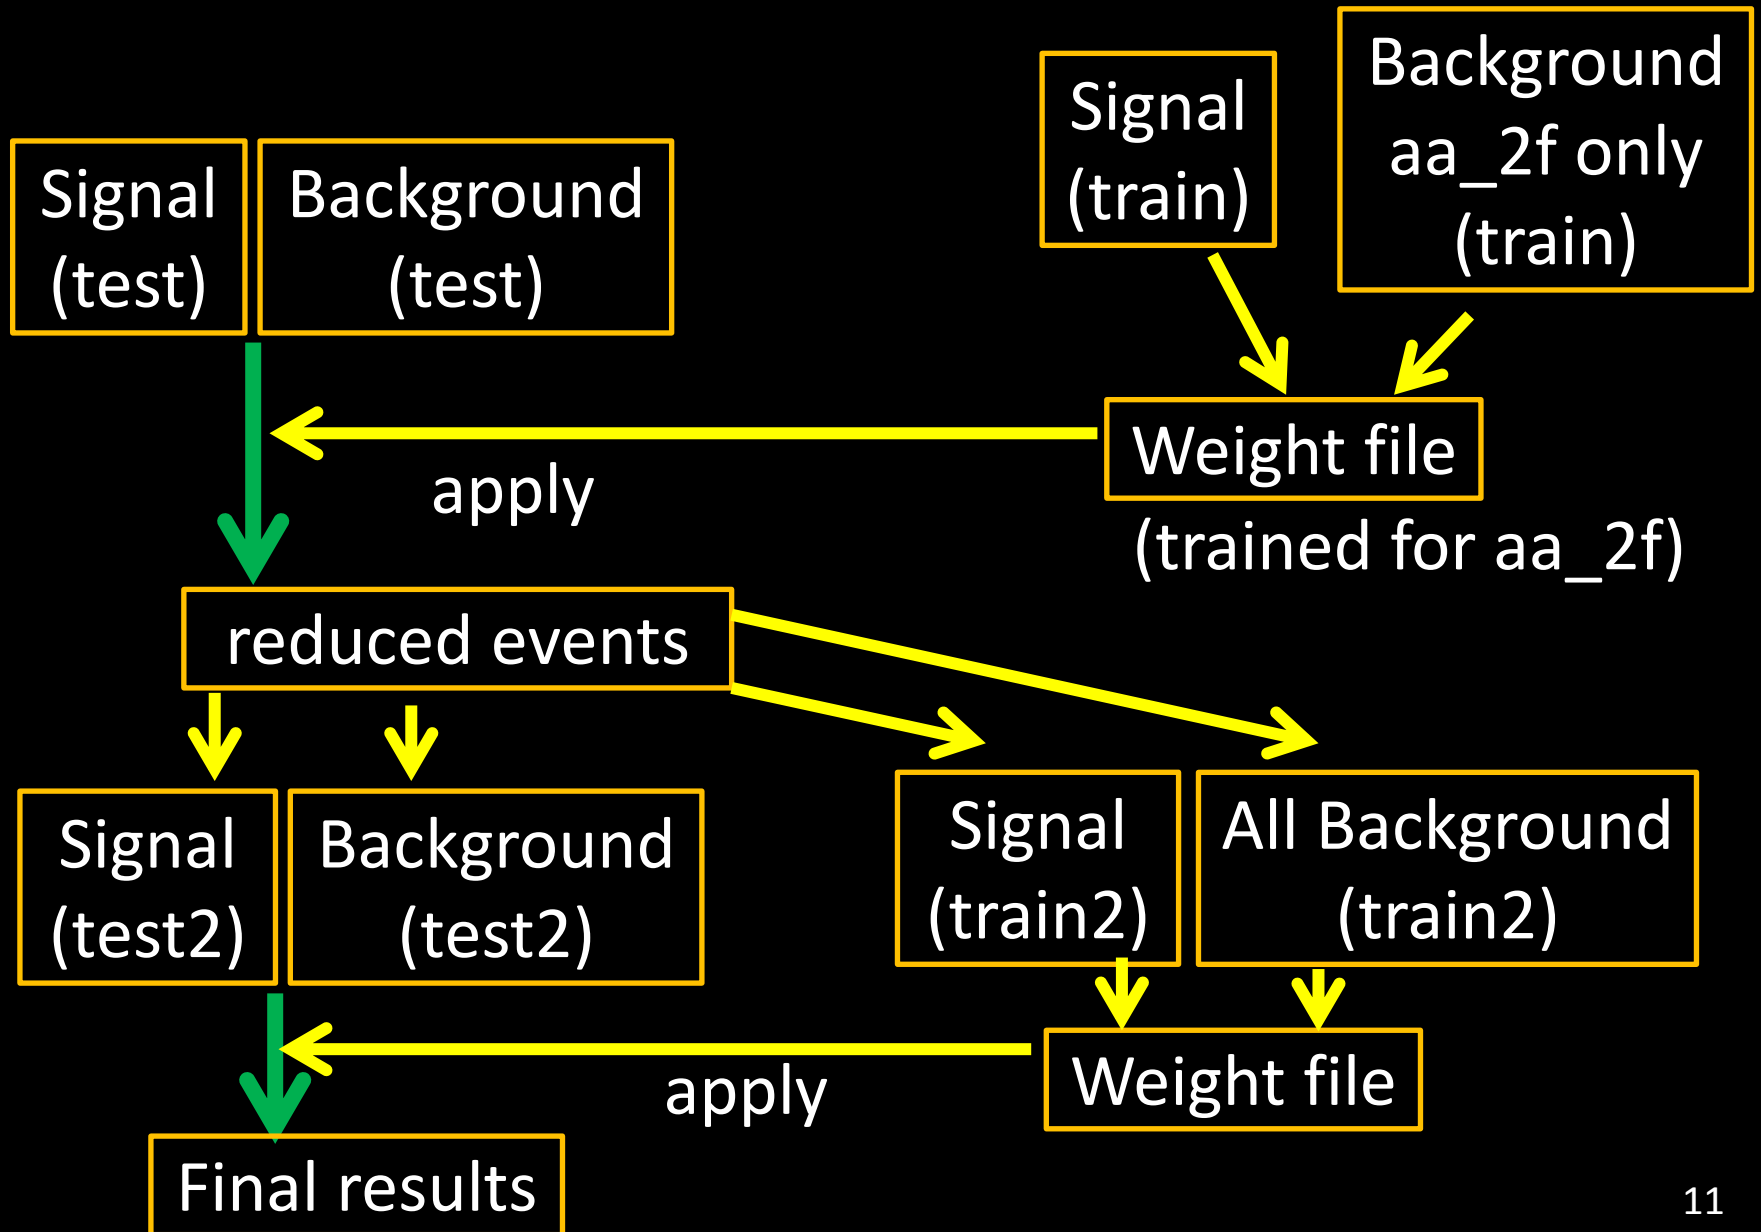 Signal
(test)
Background
(test)
Signal
(train)
Background
aa_2f only
(train)
Weight file
(trained for aa_2f)
apply
reduced events
Signal
(test2)
Background
(test2)
Signal
(train2)
All Background
(train2)
Weight file
apply
Final results
11